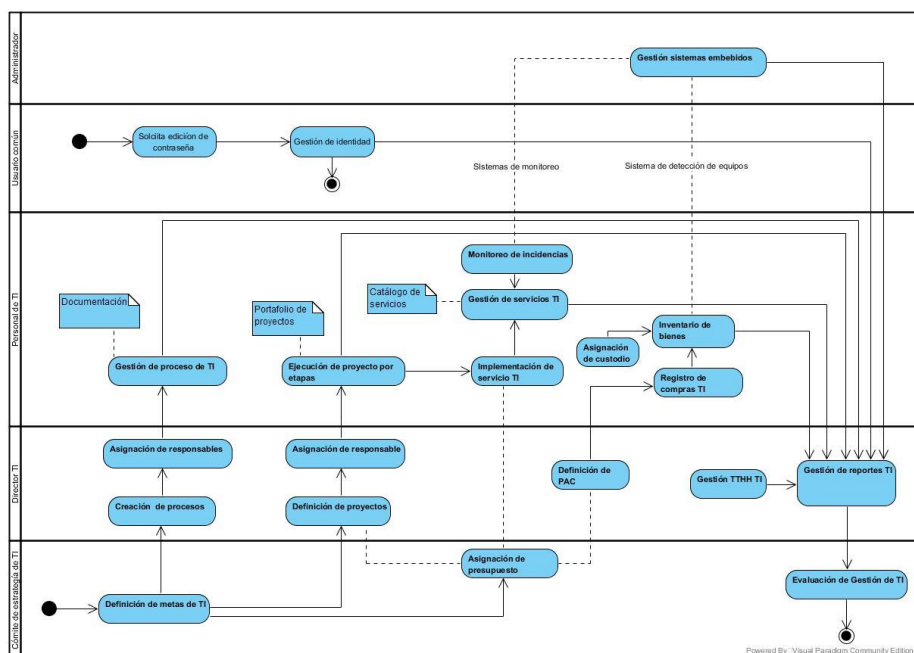 Administrador
Gestión sistemas embebidos
Usuario común
Solcita ediciíon de
contraseña
Gestión de identidad
SIstemas de monitoreo
Sistema de detección de equipos
Personal de TI
Monitoreo de incidencias
Documentación
Portafolio de
proyectos
Catálogo de
servicios
Gestión de servicios TI
Asignación
de custodio
Inventario de
bienes
Gestión de proceso de TI
Ejecución de proyecto por
etapas
Implementación de
servicio TI
Registro de
compras TI
Director TI
Asignación de responsables
Asignación de responsable
Definición de
PAC
Gestión TTHH TI
Gestión de reportes TI
Creación de procesos
Definición de proyectos
Cómite de estrategía de TI
Asignación de
presupuesto
Evaluación de Gestión de TI
Definición de metas de TI
Powered By Visual Paradigm Community Edition